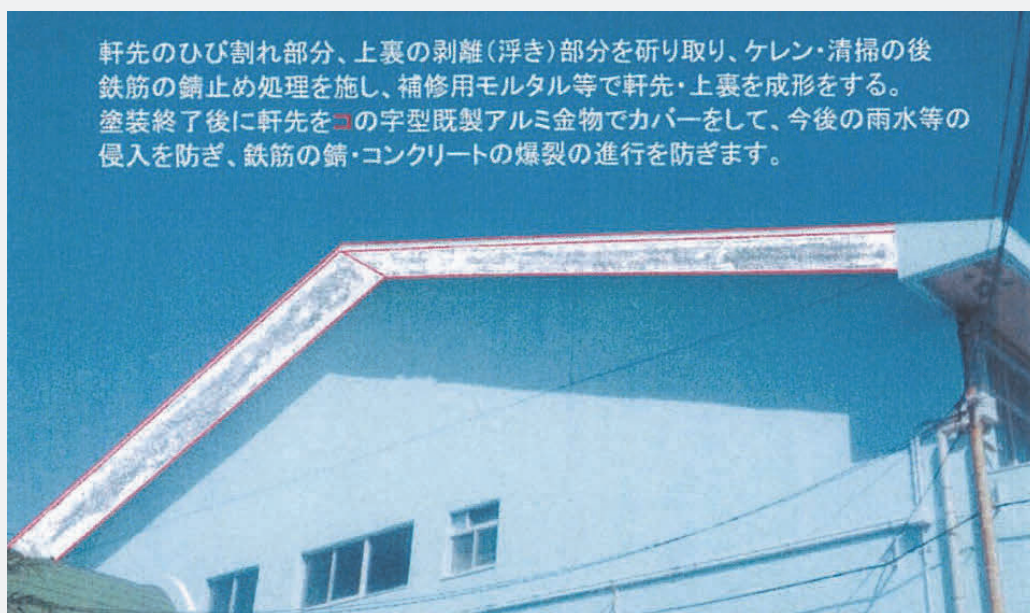 軒先のひび割れ部分、上裏の剥離(浮き)部分を斫り取り、ケレン・清掃の後
鉄筋の錆止め処理を施し、補修用モルタル等で軒先・上裏を成形をする。
塗装終了後に軒先をコの字型既製アルミ金物でカバーをして、今後の雨水等の
侵入を防ぎ、鉄筋の錆・コンクリートの爆裂の進行を防ぎます。